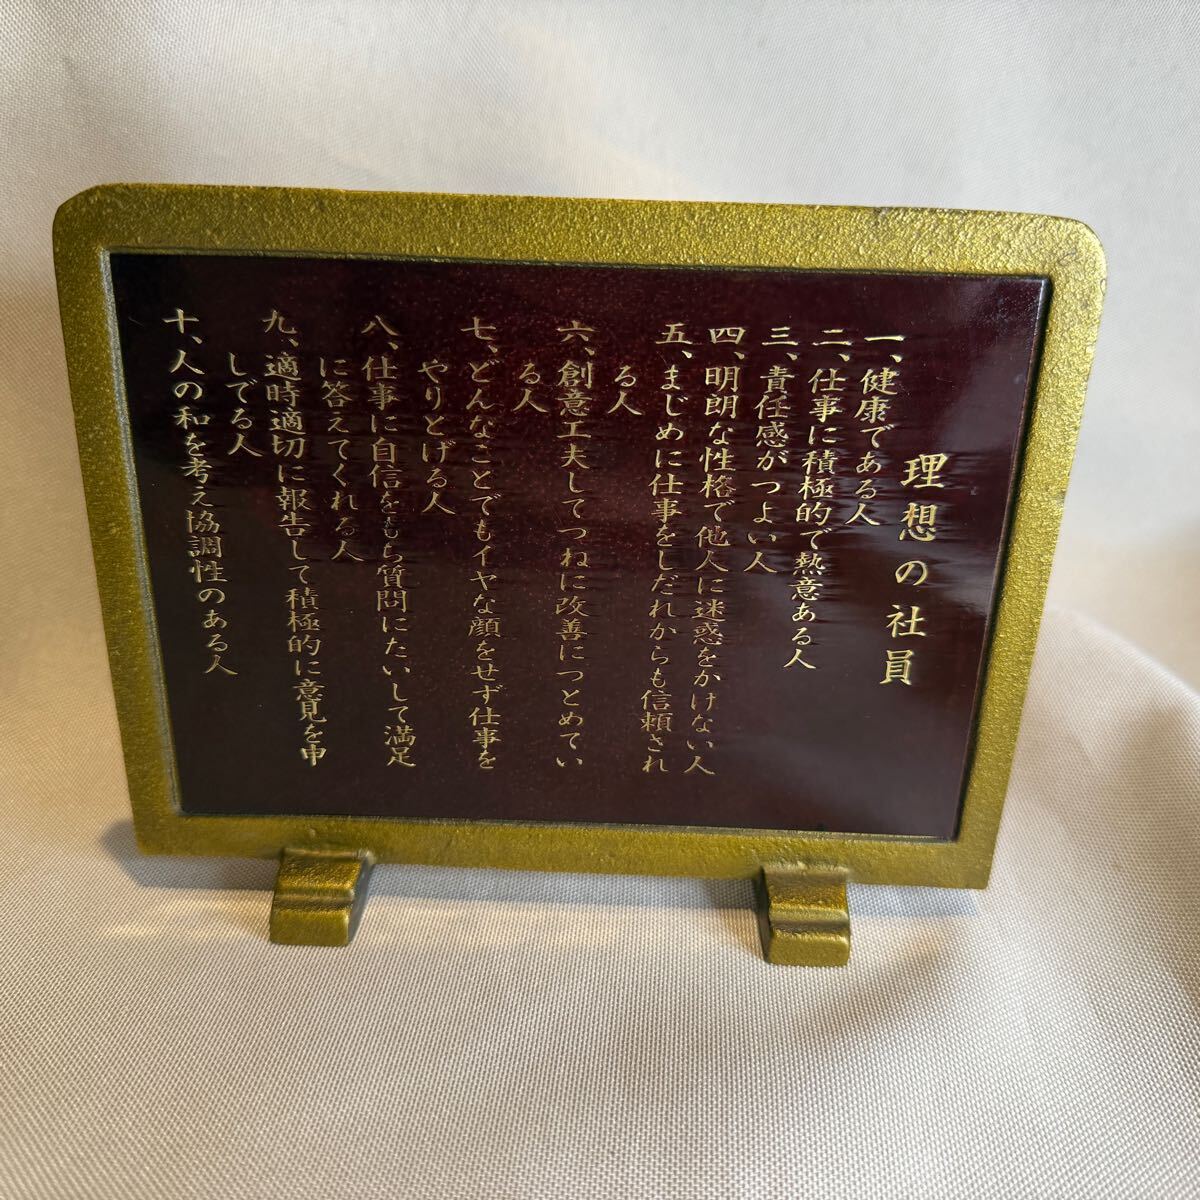 理想の社員
一、健康である人
二、仕事に積極的で熱意ある人
三、責任感がつよい人
四、明朗な性格で他人に迷惑をかけない人
五、まじめに仕事をしだれからも信頼され
る人
六、創意工夫してつねに改善につとめてい
る人
七、どんなことでもイヤな顔をせず仕事を
やりとげる人
八、仕事に自信をもち質問にたいして満足
に答えてくれる人
九、適時適切に報告して積極的に意見を申
しでる人
十、人の和を考え協調性のある人